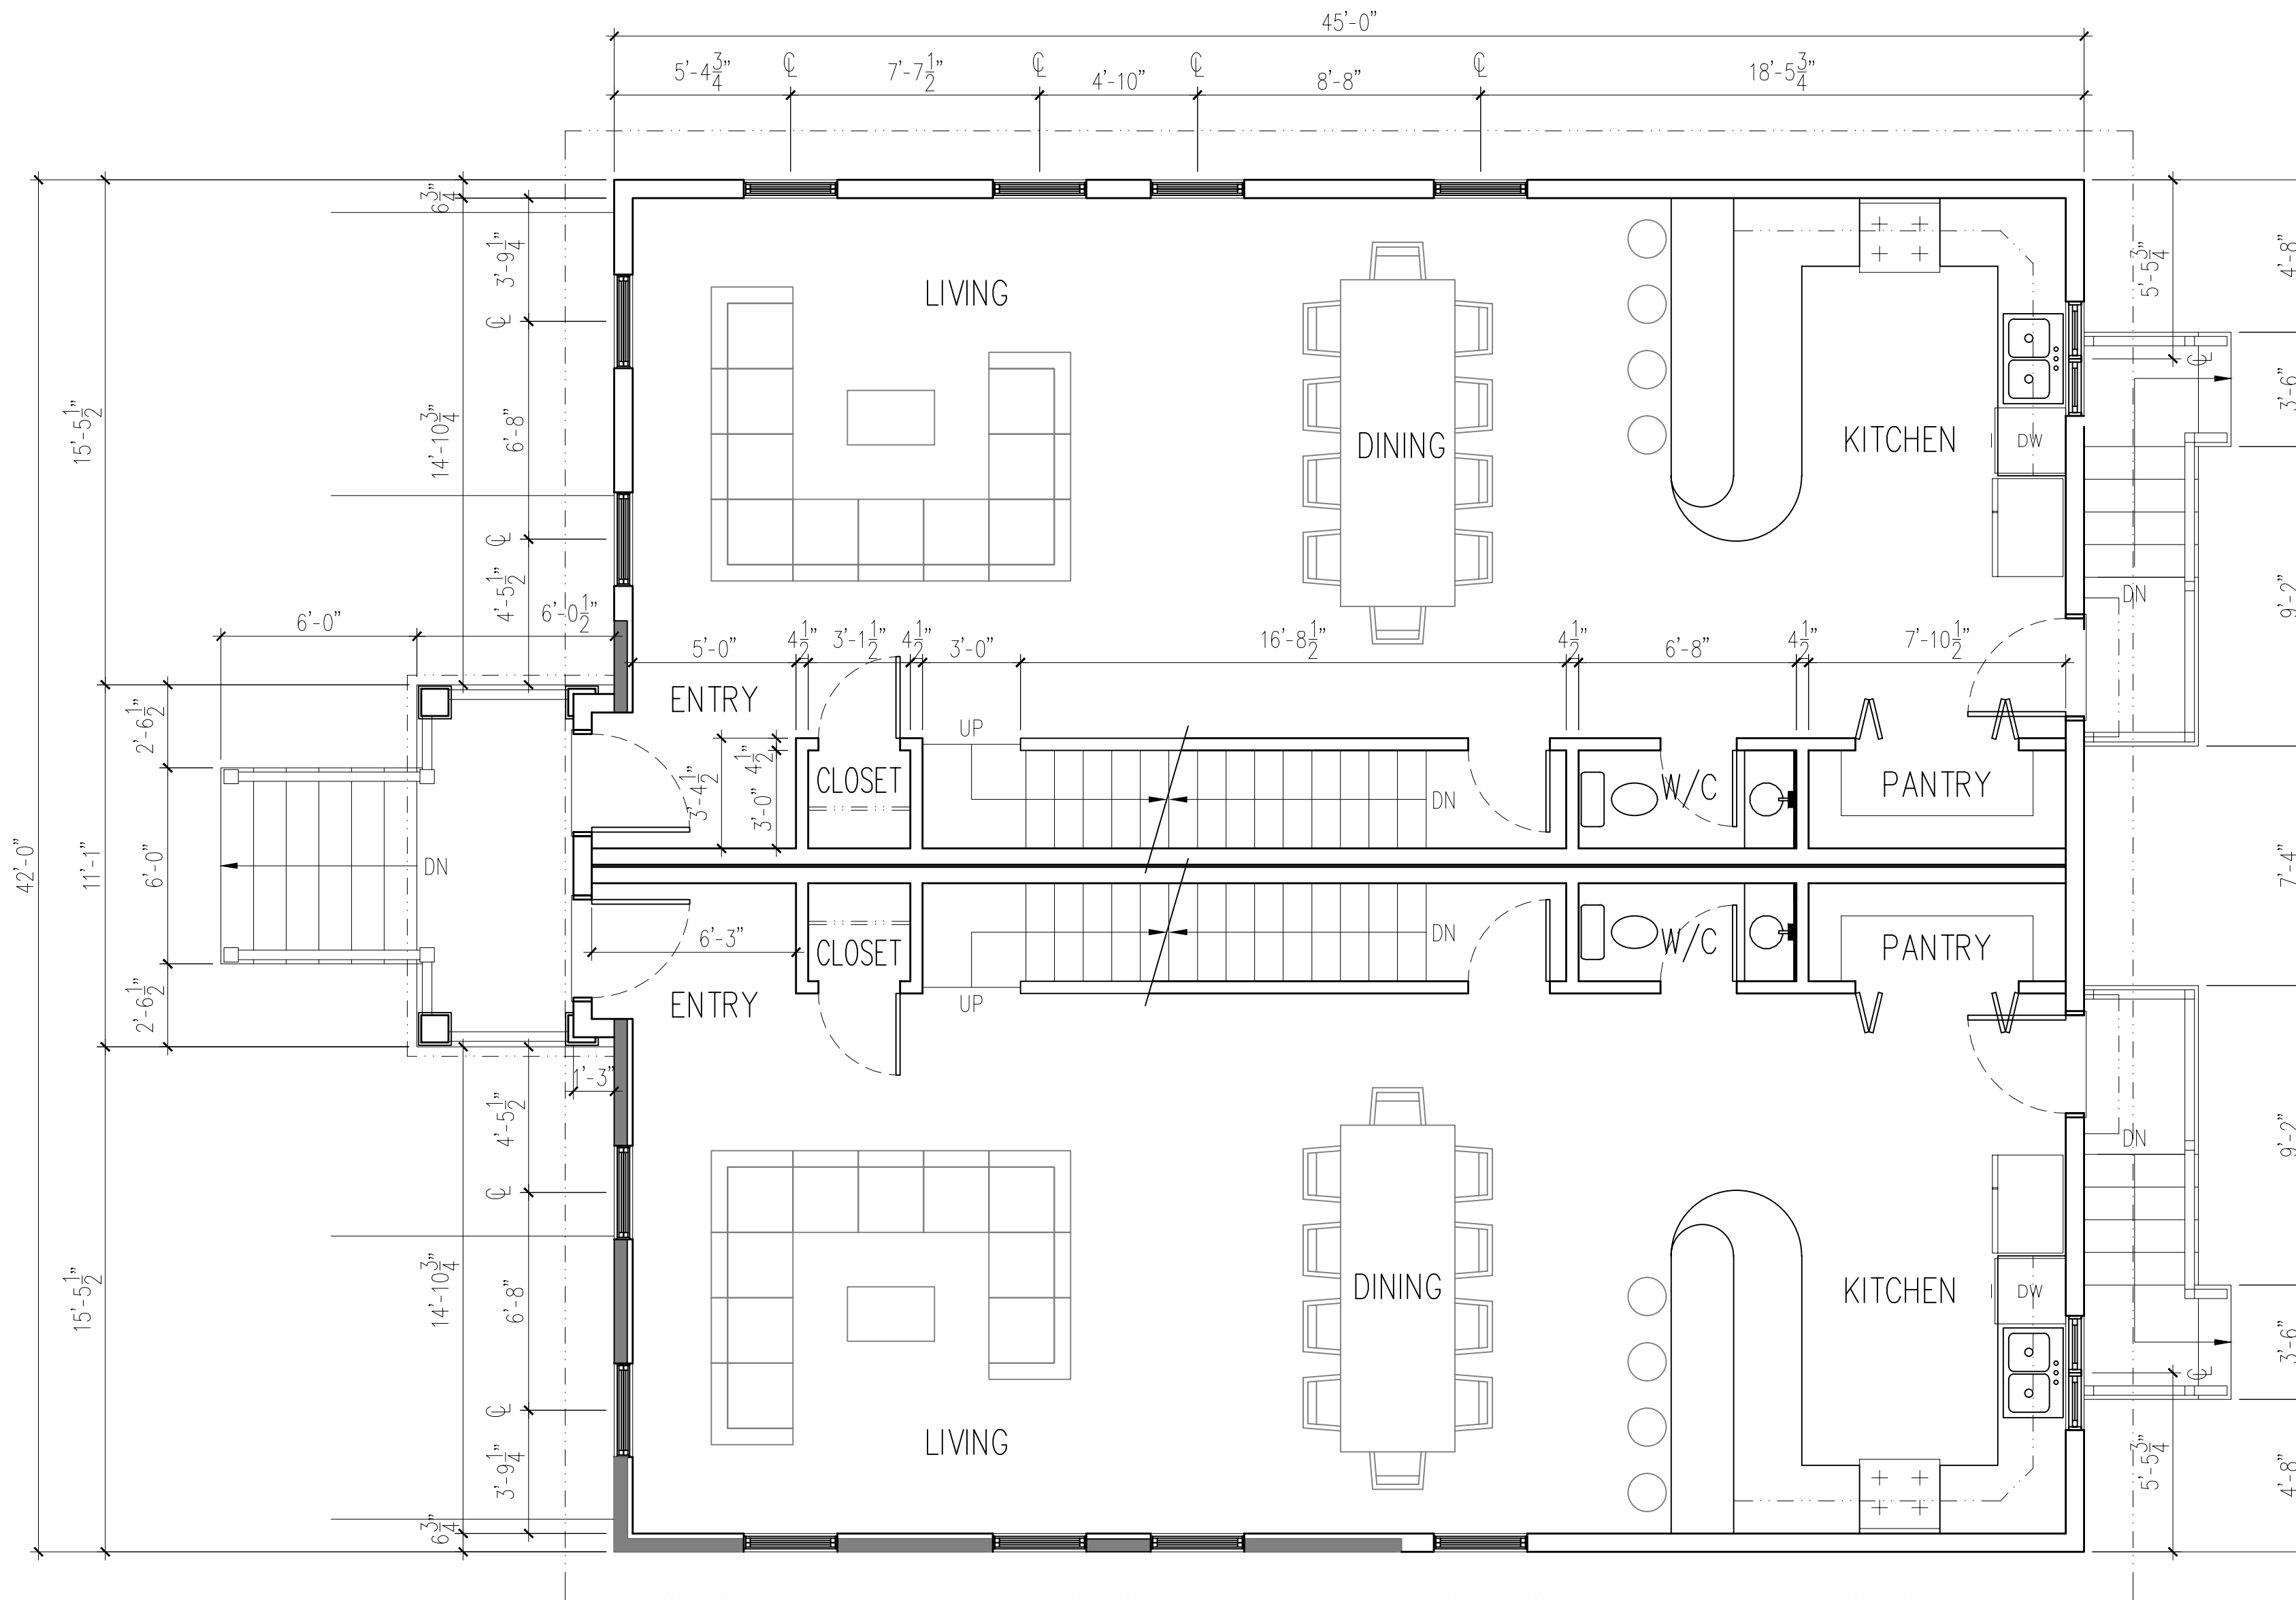 45'-0"
5'-4 3/4"
℄
7'-7 1/2"
℄
4'-10"
℄
8'-8"
℄
18'-5 3/4"
6 3/4"
3'-9 1/4"
℄
6'-8"
℄
4'-5 1/2"
14'-10 3/4"
15'-5 1/2"
42'-0"
11'-1"
15'-5 1/2"
6'-0"
6'-0 1/2"
2'-6 1/2"
6'-0"
2'-6 1/2"
DN
LIVING
DINING
KITCHEN
DW
5'-5 3/4"
℄
4'-8"
3'-6"
9'-2"
DN
5'-0"
4 1/2"
3'-1 1/2"
4 1/2"
3'-0"
16'-8 1/2"
4 1/2"
6'-8"
4 1/2"
7'-10 1/2"
ENTRY
3'-4 1/2"
4 1/2"
3'-0"
CLOSET
UP
DN
W/C
PANTRY
7'-4"
6'-3"
CLOSET
ENTRY
UP
DN
W/C
PANTRY
1'-3"
4'-5 1/2"
℄
6'-8"
℄
3'-9 1/4"
14'-10 3/4"
6 3/4"
LIVING
DINING
KITCHEN
DW
DN
9'-2"
3'-6"
℄
5'-5 3/4"
4'-8"